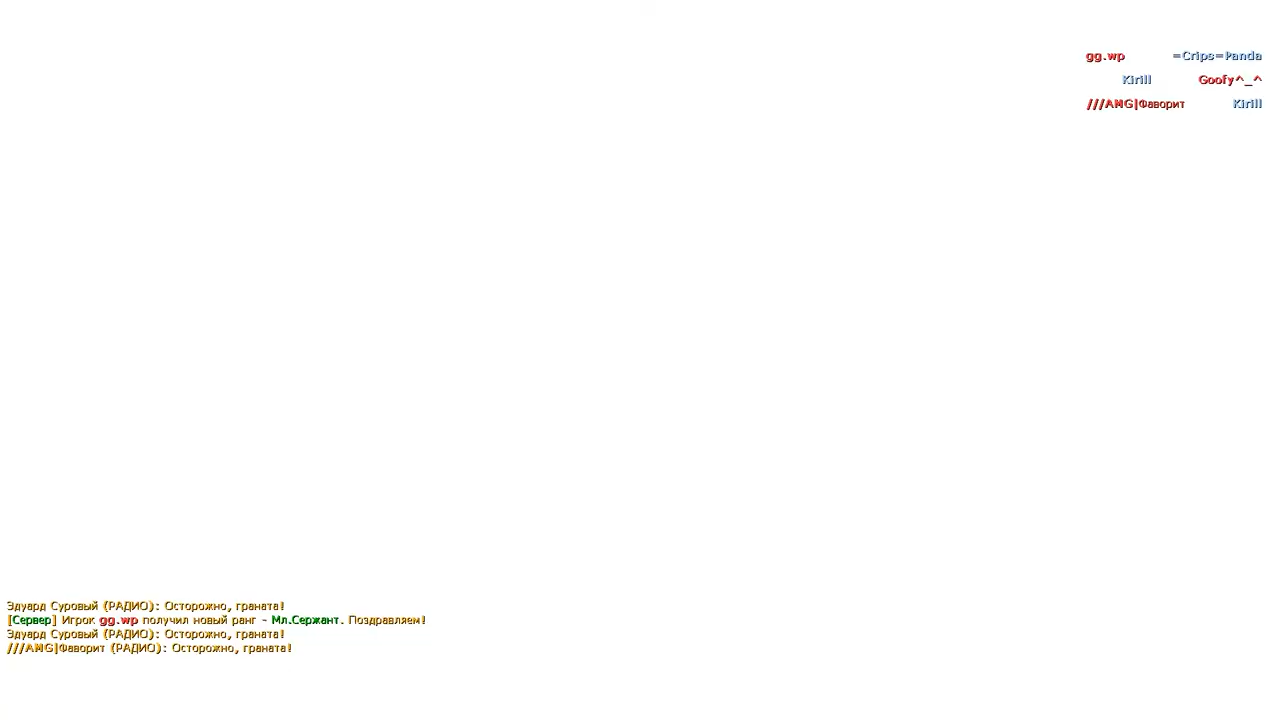 gg.wp =Crips=Panda
Kirill Goofy^_^
///AMG|Фаворит Kirill
Эдуард Суровый (РАДИО): Осторожно, граната!
[Сервер] Игрок gg.wp получил новый ранг - Мл.Сержант. Поздравляем!
Эдуард Суровый (РАДИО): Осторожно, граната!
///AMG|Фаворит (РАДИО): Осторожно, граната!